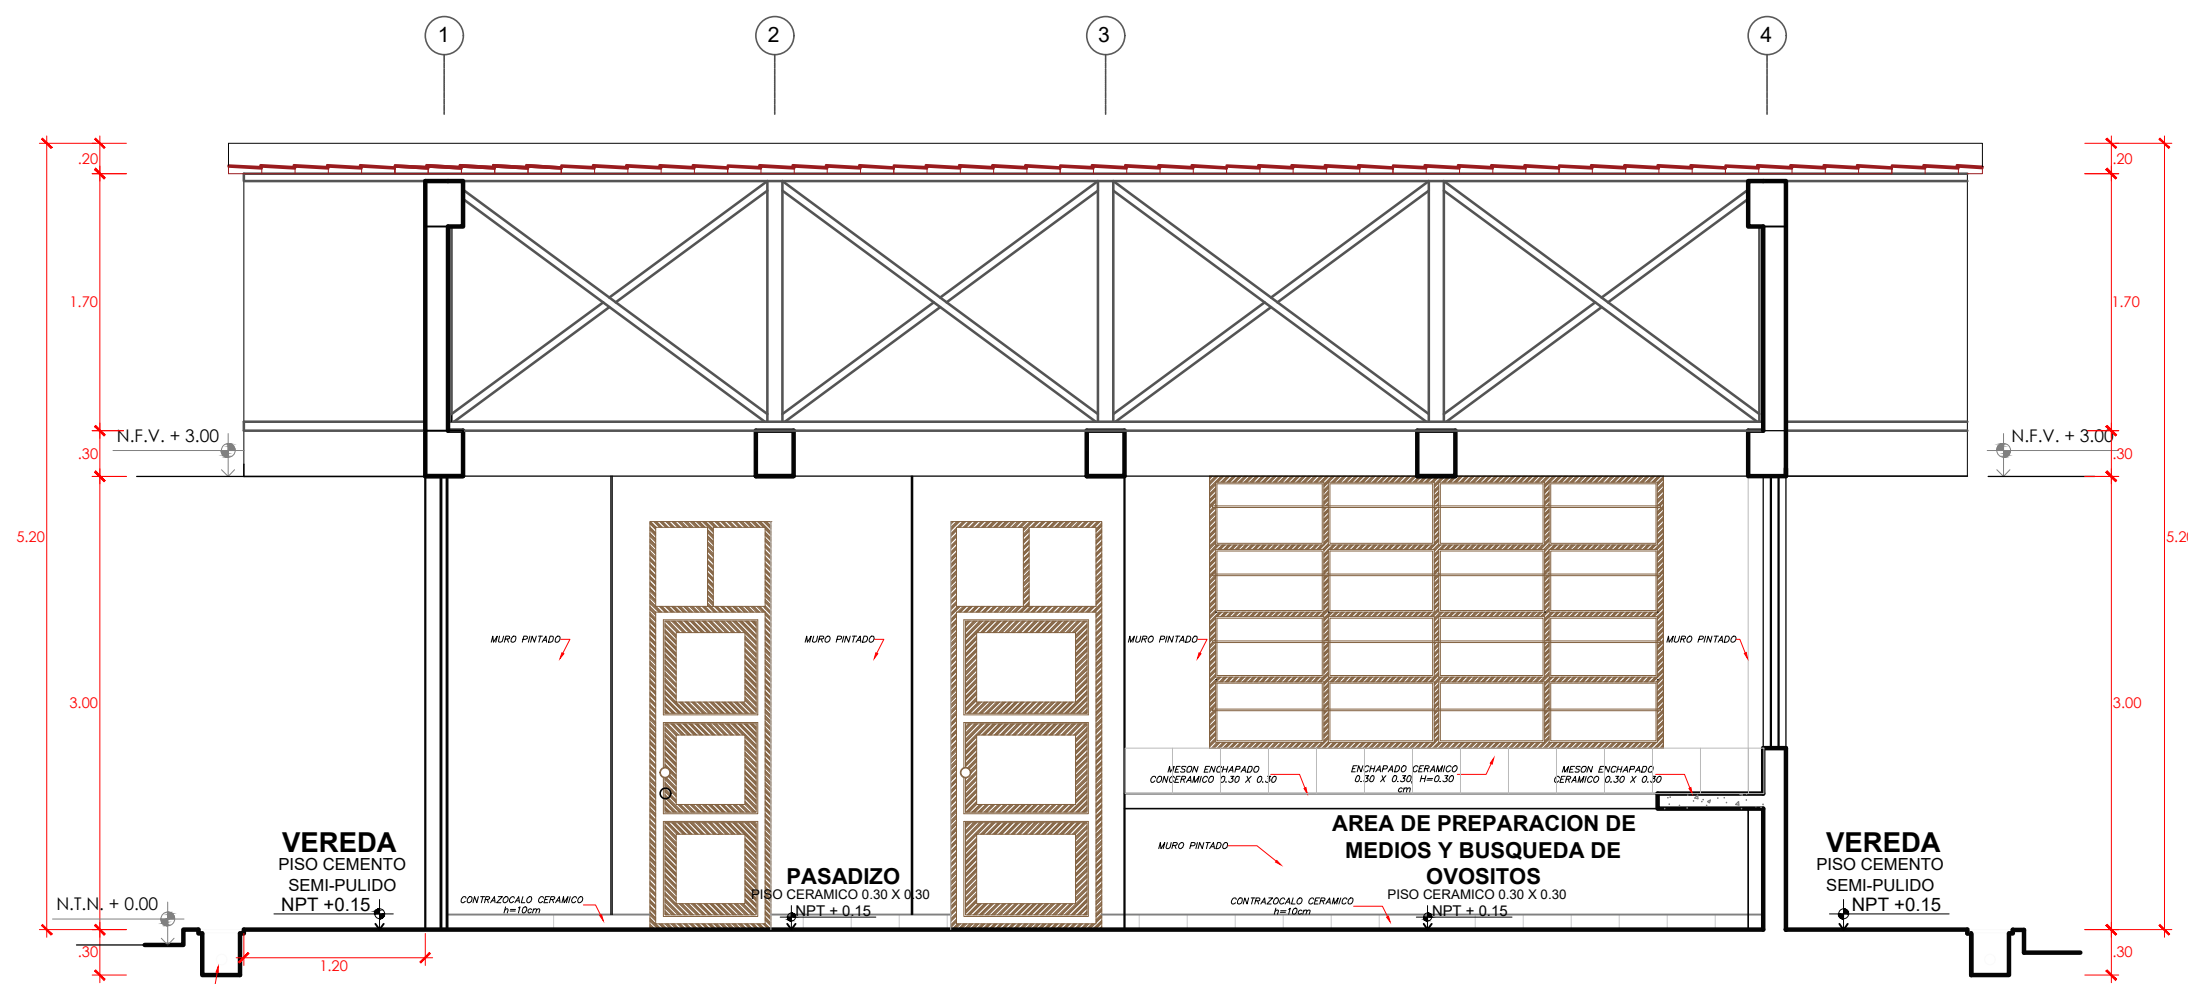 1
2
3
4
.20
.20
1.70
1.70
N.F.V. + 3.00
N.F.V. + 3.00
.30
.30
5.20
5.20
MURO PINTADO
MURO PINTADO
MURO PINTADO
MURO PINTADO
3.00
3.00
MESON ENCHAPADO
CONCERAMICO 0.30 X 0.30
ENCHAPADO CERAMICO
0.30 X 0.30, H=0.30
cm
MESON ENCHAPADO
CERAMICO 0.30 X 0.30
AREA DE PREPARACION DE
MEDIOS Y BUSQUEDA DE
OVOSITOS
PISO CERAMICO 0.30 X 0.30
NPT + 0.15
VEREDA
PISO CEMENTO
SEMI-PULIDO
NPT +0.15
VEREDA
PISO CEMENTO
SEMI-PULIDO
NPT +0.15
MURO PINTADO
PASADIZO
PISO CERAMICO 0.30 X 0.30
NPT + 0.15
CONTRAZOCALO CERAMICO
h=10cm
CONTRAZOCALO CERAMICO
h=10cm
N.T.N. + 0.00
.30
1.20
.30